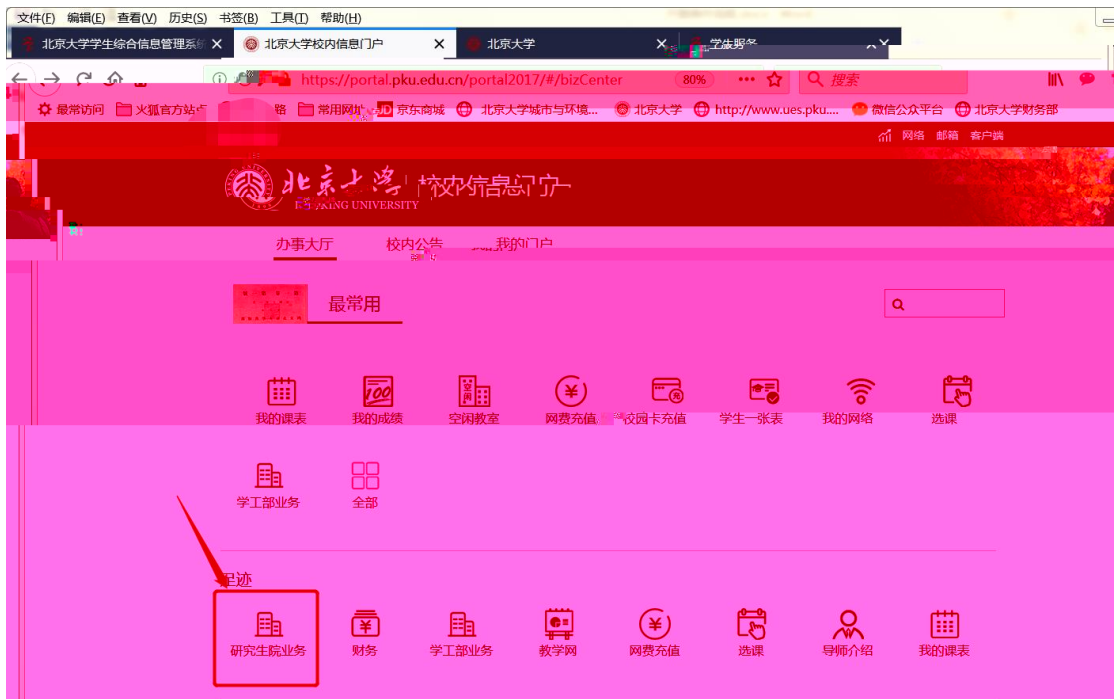 文件(F) 编辑(E) 查看(V) 历史(S) 书签(B) 工具(T) 帮助(H)
北京大学学生综合信息管理系统 北京大学校内信息门户 北京大学
https://portal.pku.edu.cn/portal2017/#/bizCenter 80% 搜索
最常访问 火狐官方站点 常用网址 JD 京东商城 北京大学城市与环境... 北京大学 http://www.ues.pku.... 微信公众平台 北京大学财务部
网络 邮箱 客户端
北京大学 校内信息门户
PEKING UNIVERSITY
办事大厅 校内公告 我的门户
最常用
我的课表 我的成绩 空闲教室 网费充值 校园卡充值 学生一张表 我的网络 选课
学工部业务 全部
足迹
研究生院业务 财务 学工部业务 教学网 网费充值 选课 导师介绍 我的课表